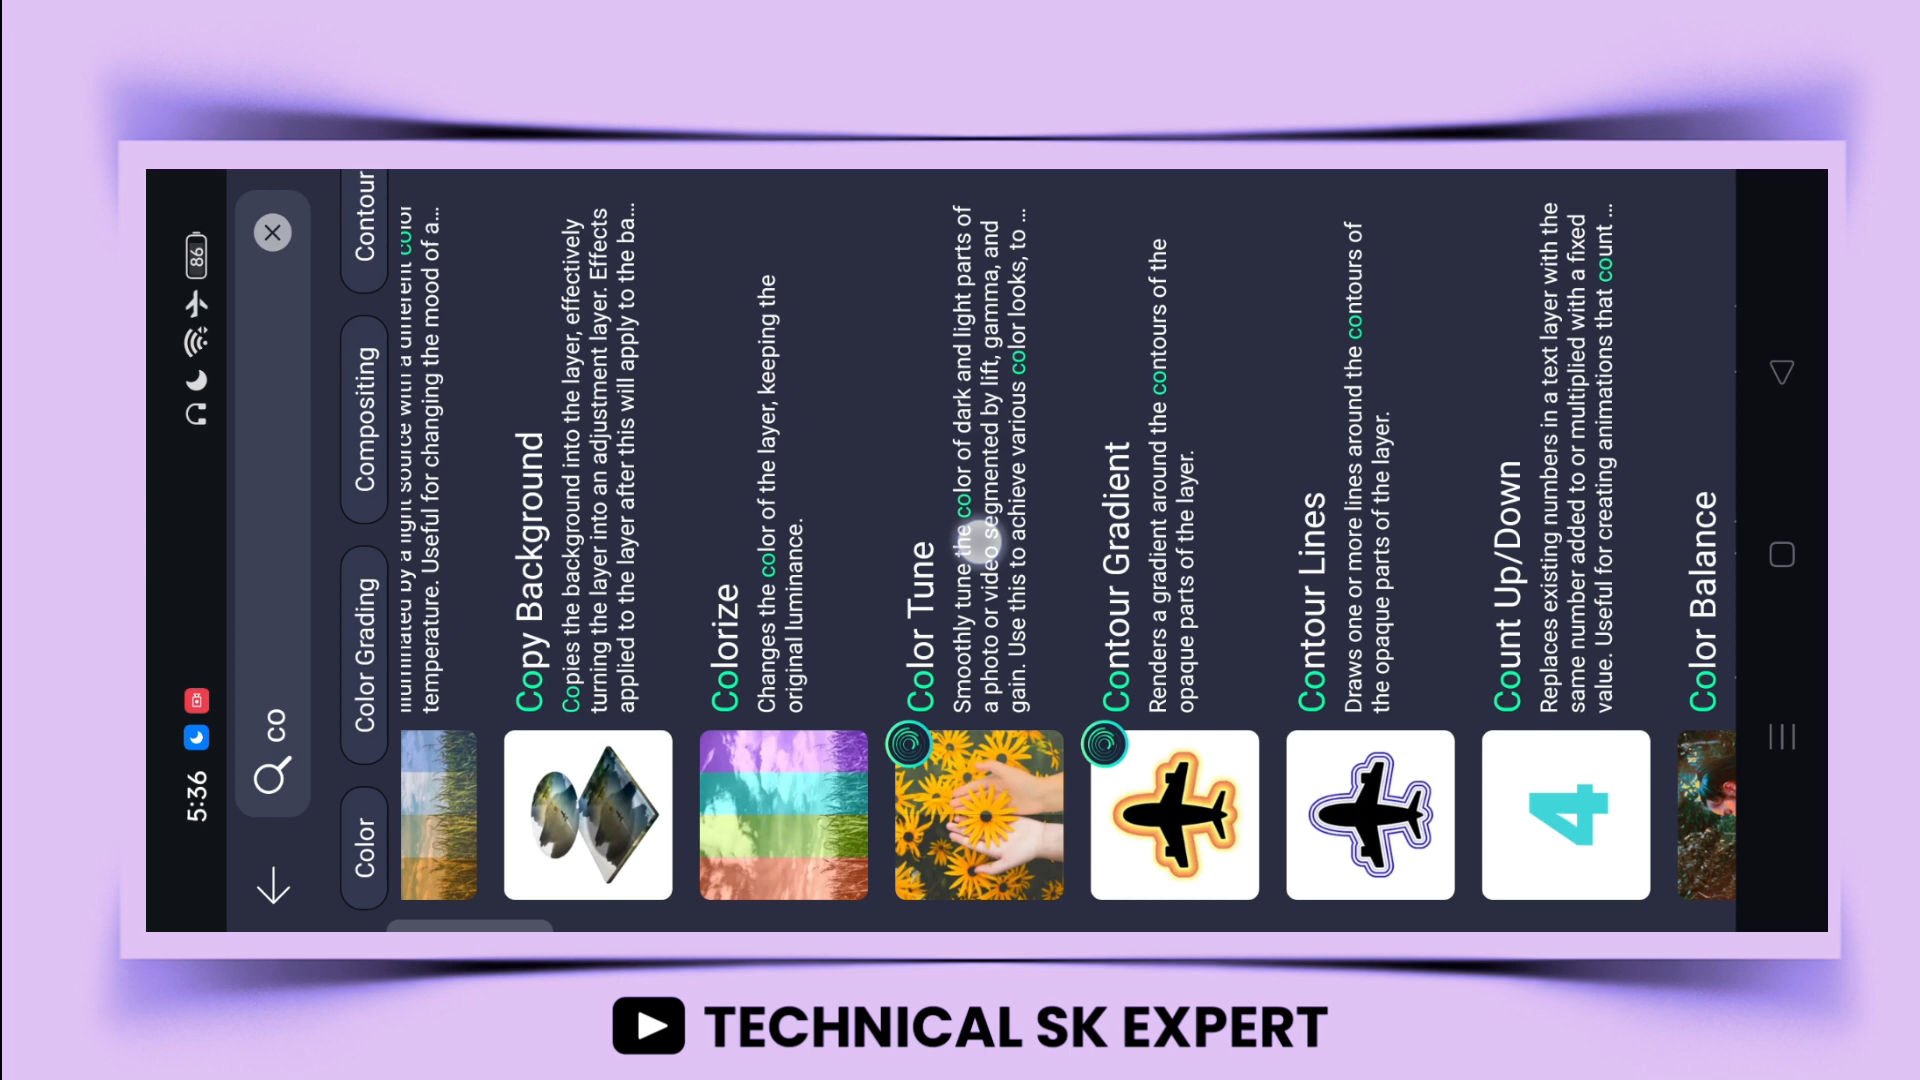 5:36
86
co
Color
Color Grading
Compositing
Contour
illuminated by a light source with a different color
temperature. Useful for changing the mood of a...
Copy Background
Copies the background into the layer, effectively
turning the layer into an adjustment layer. Effects
applied to the layer after this will apply to the ba...
Colorize
Changes the color of the layer, keeping the
original luminance.
Color Tune
Smoothly tune the color of dark and light parts of
a photo or video segmented by lift, gamma, and
gain. Use this to achieve various color looks, to ...
Contour Gradient
Renders a gradient around the contours of the
opaque parts of the layer.
Contour Lines
Draws one or more lines around the contours of
the opaque parts of the layer.
4
Count Up/Down
Replaces existing numbers in a text layer with the
same number added to or multiplied with a fixed
value. Useful for creating animations that count ...
Color Balance
TECHNICAL SK EXPERT